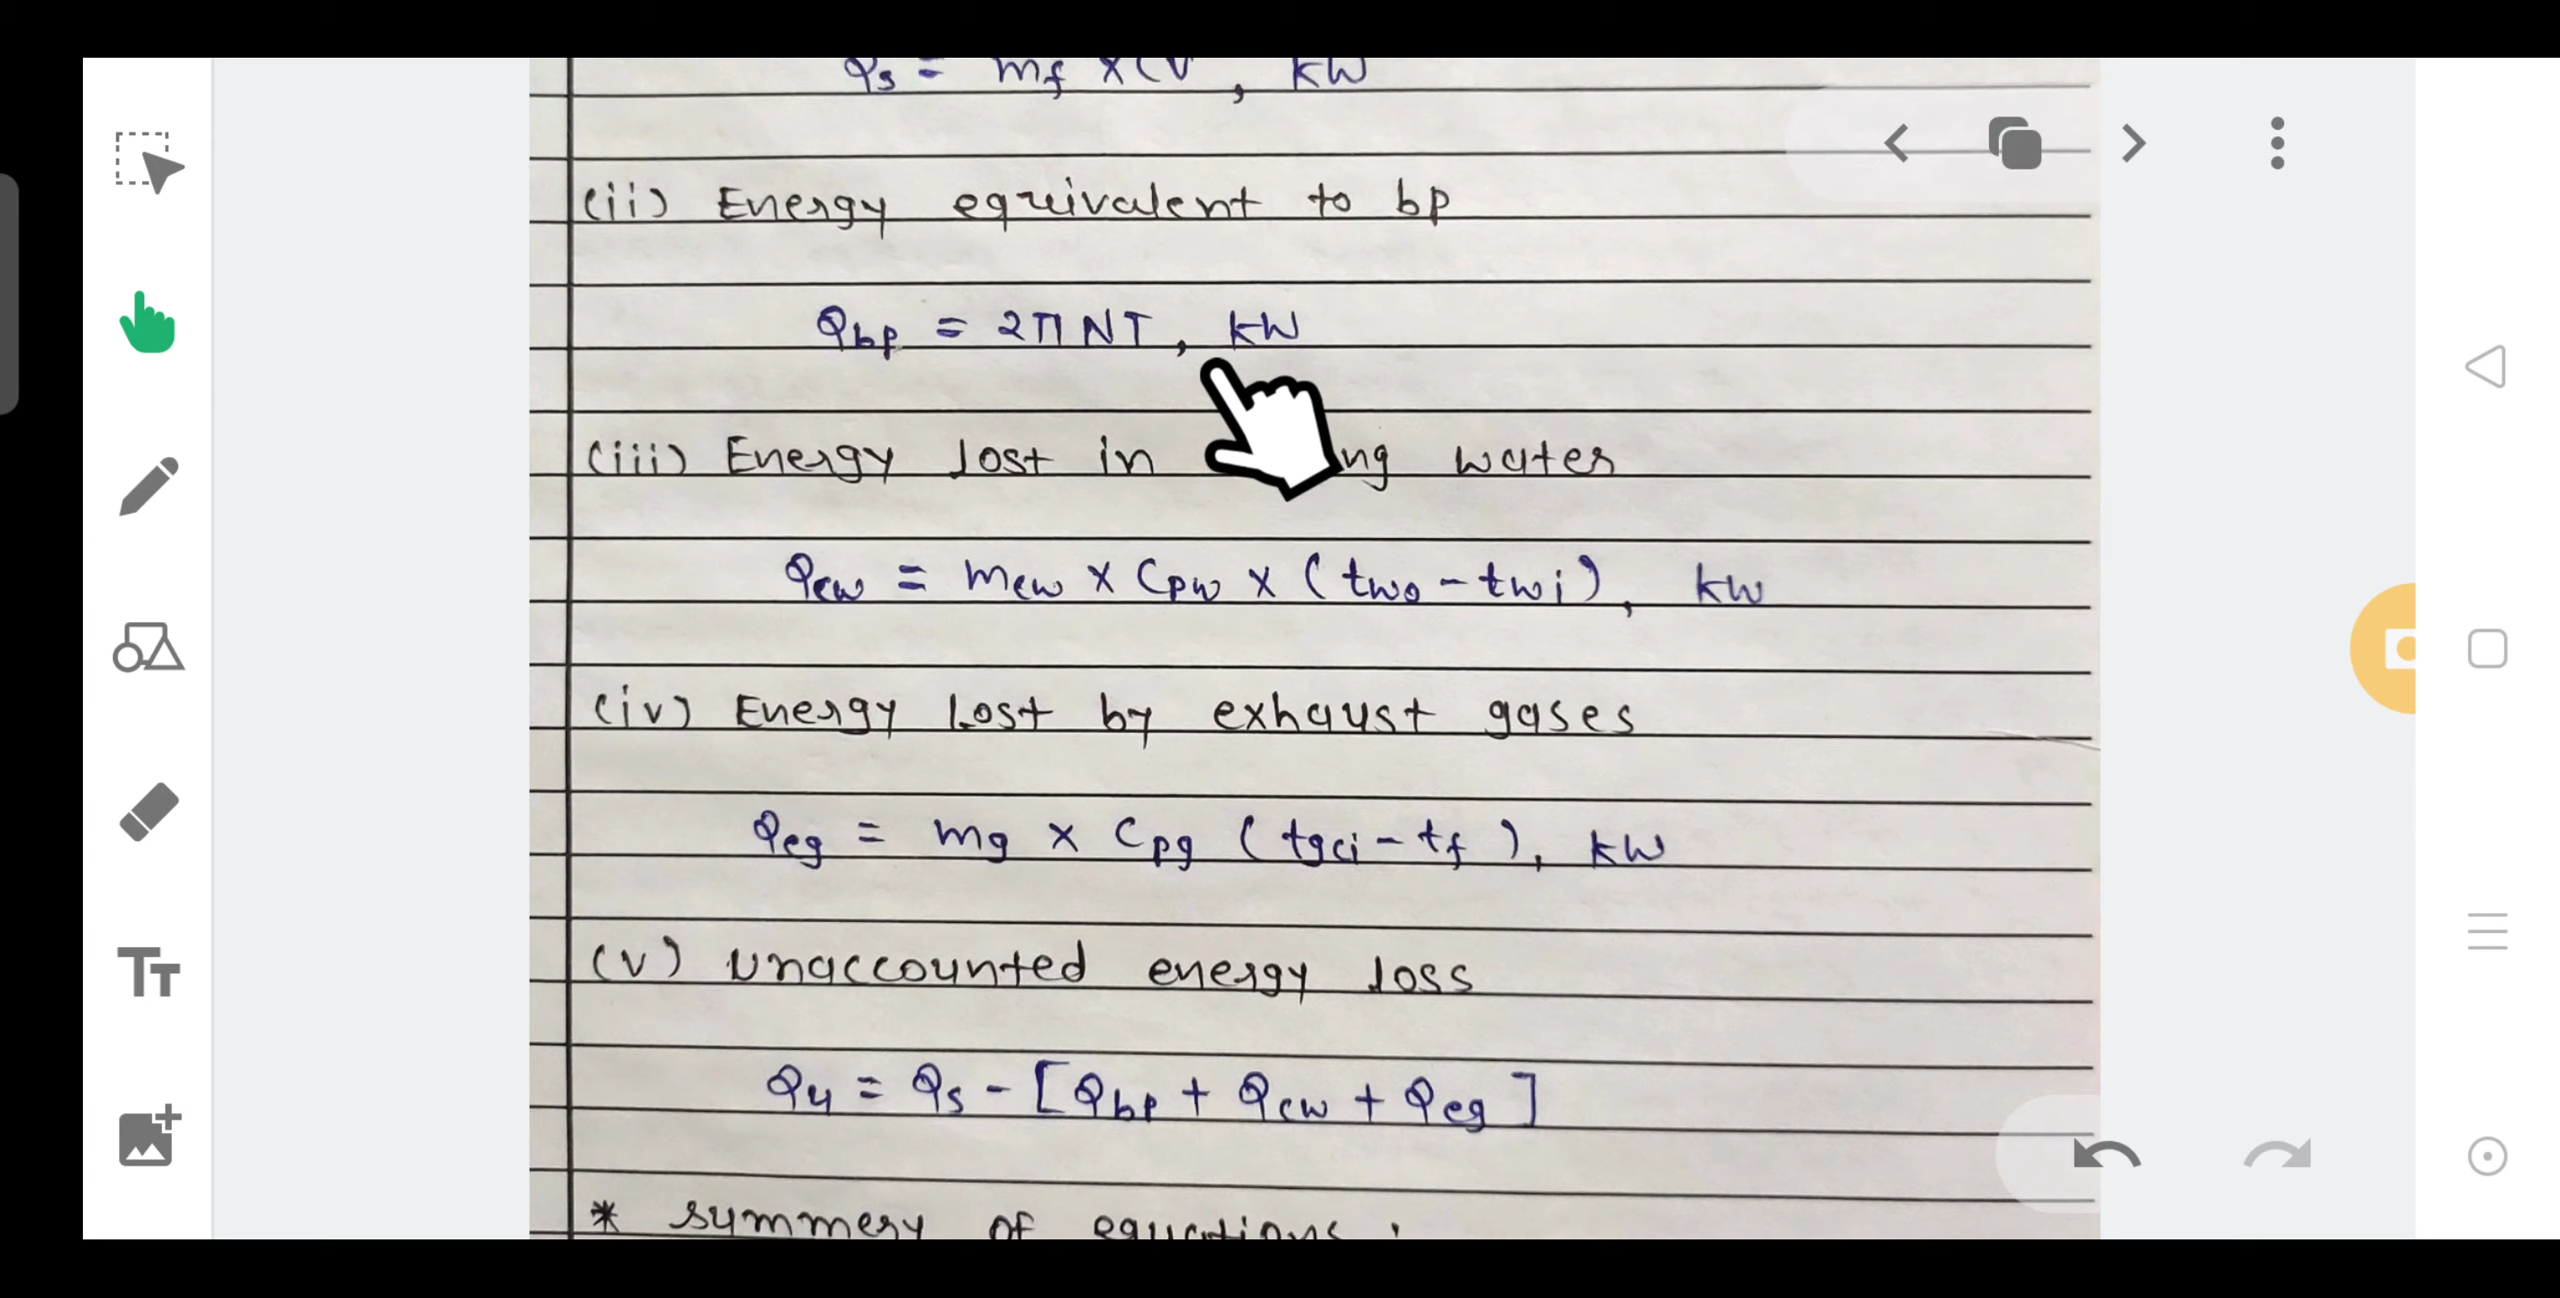 Qs = mf × CV, kW
(ii) Energy equivalent to bp
Qbp = 2πNT, kW
(iii) Energy lost in ng water
Qcw = mcw × Cpw × (two - twi), kW
(iv) Energy lost by exhaust gases
Qeg = mg × Cpg (tgci - tf), kW
(v) Unaccounted energy loss
Qu = Qs - [Qbp + Qcw + Qeg]
* summery of equations :
TT